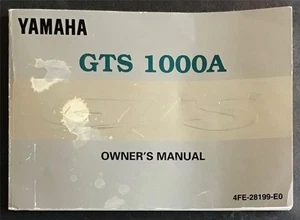 YAMAHA
GTS 1000A
OWNER'S MANUAL
4FE-28199-E0